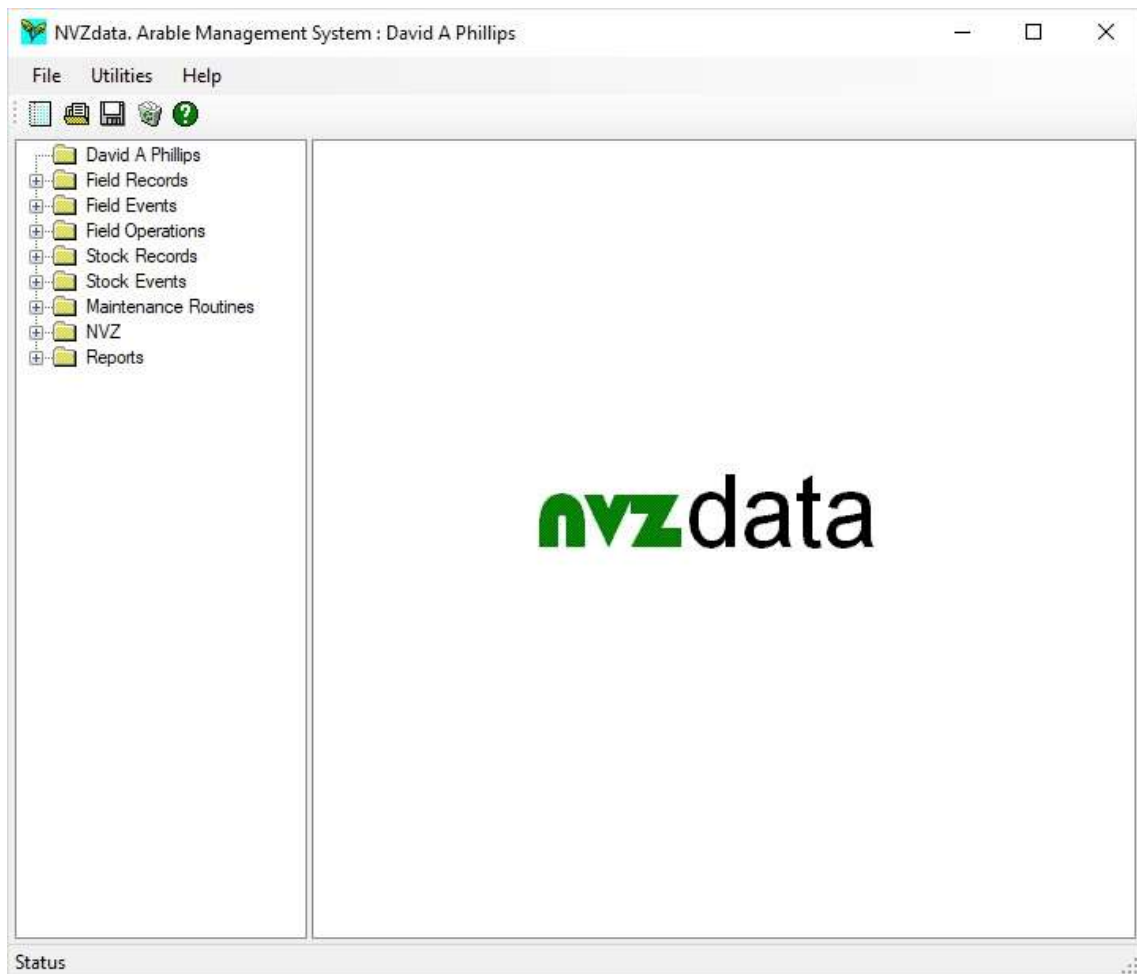 NVZdata. Arable Management System : David A Phillips
File Utilities Help
David A Phillips
Field Records
Field Events
Field Operations
Stock Records
Stock Events
Maintenance Routines
NVZ
Reports
nvzdata
Status